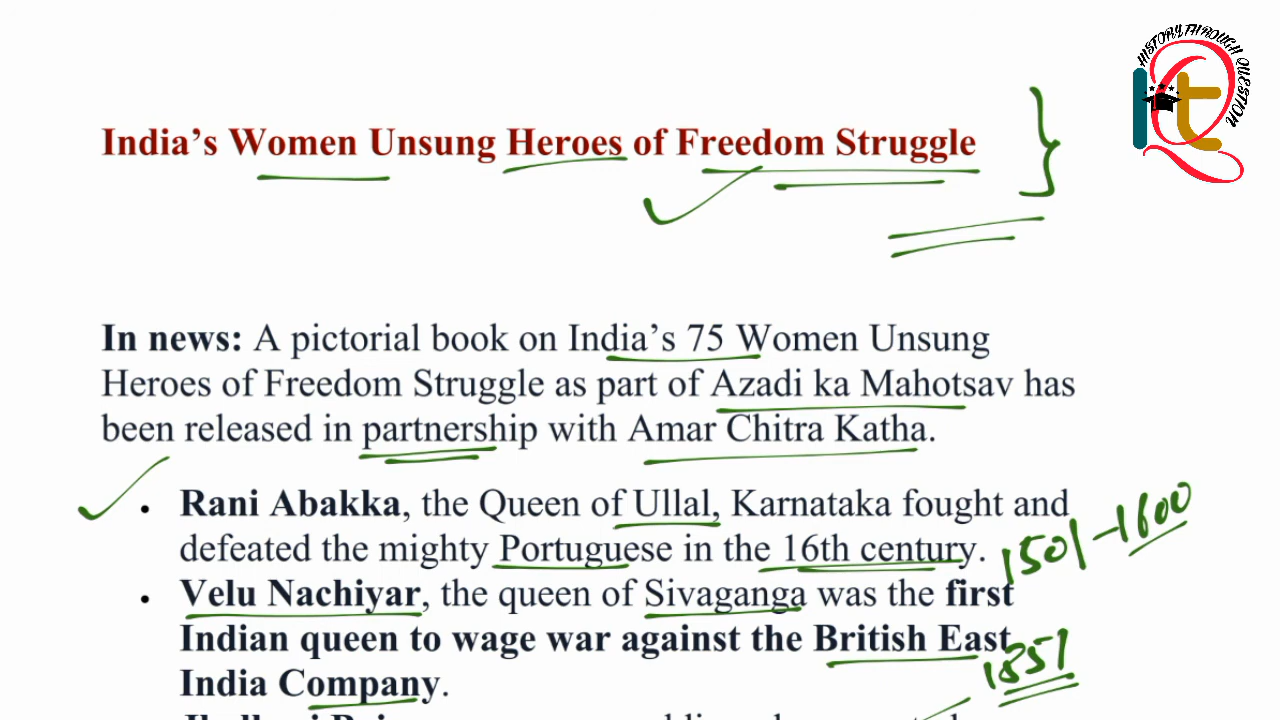 HISTORY THROUGH QUESTION
India's Women Unsung Heroes of Freedom Struggle
In news: A pictorial book on India's 75 Women Unsung
Heroes of Freedom Struggle as part of Azadi ka Mahotsav has
been released in partnership with Amar Chitra Katha.
• Rani Abakka, the Queen of Ullal, Karnataka fought and
defeated the mighty Portuguese in the 16th century.
1501-1600
• Velu Nachiyar, the queen of Sivaganga was the first
Indian queen to wage war against the British East
India Company.
1857